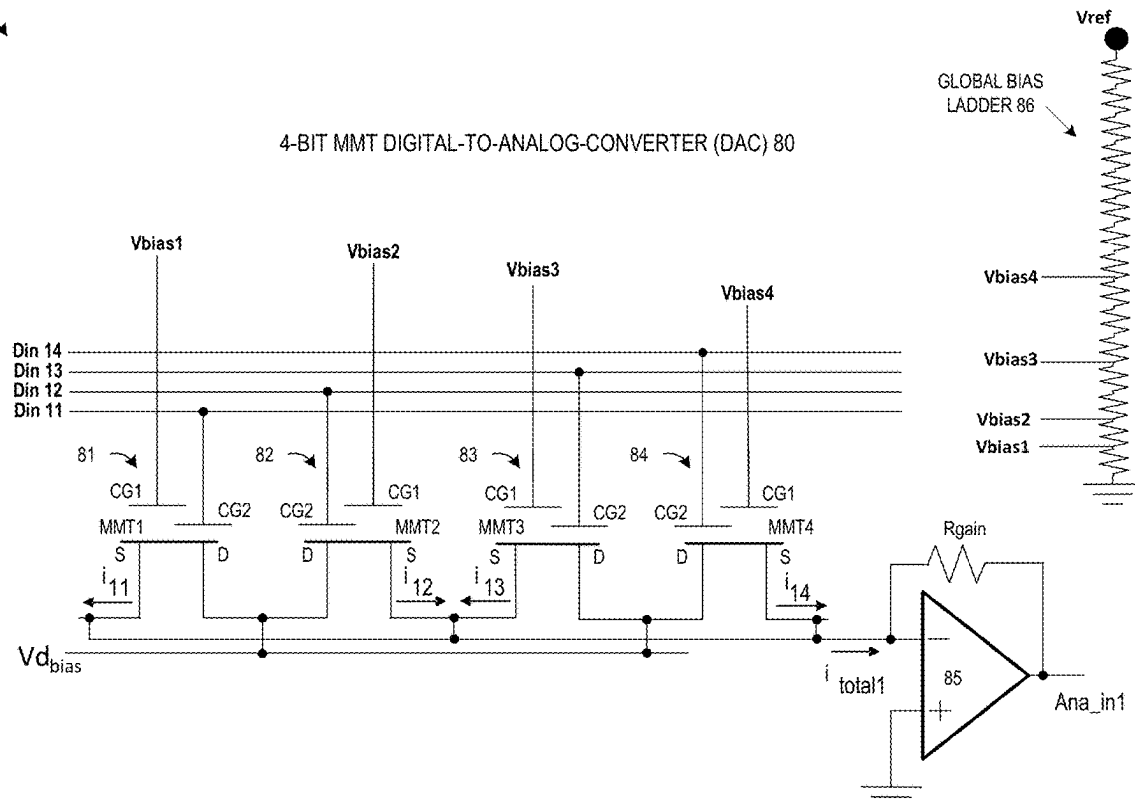 Vref
GLOBAL BIAS
LADDER 86
4-BIT MMT DIGITAL-TO-ANALOG-CONVERTER (DAC) 80
Vbias1
Vbias2
Vbias3
Vbias4
Vbias4
Vbias3
Vbias2
Vbias1
Din 14
Din 13
Din 12
Din 11
81
82
83
84
CG1
CG2
CG2
CG1
CG1
CG2
CG2
CG1
MMT1
MMT2
MMT3
MMT4
S
D
D
S
S
D
D
S
i11
i12
i13
i14
Rgain
Vdbias
i total1
−
+
85
Ana_in1